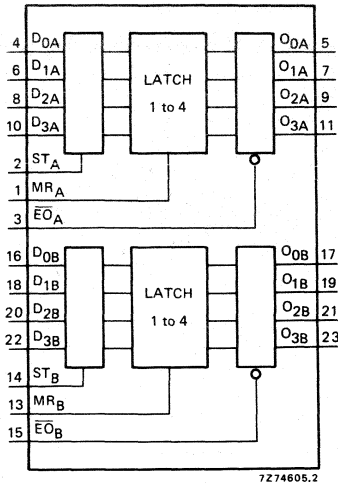 4 D0A O0A 5
6 D1A O1A 7
8 D2A LATCH O2A 9
10 D3A 1 to 4 O3A 11
2 STA
1 MRA
3 E̅O̅A
16 D0B O0B 17
18 D1B O1B 19
20 D2B LATCH O2B 21
22 D3B 1 to 4 O3B 23
14 STB
13 MRB
15 E̅O̅B
7Z74605.2